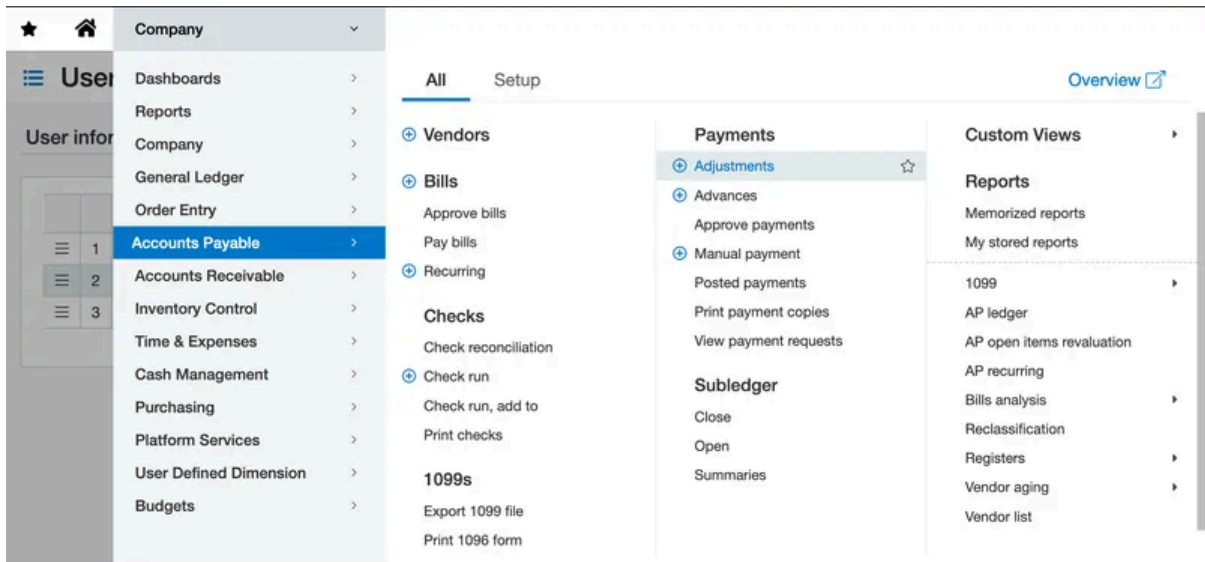 Company
User
User infor
1
2
3
Dashboards
Reports
Company
General Ledger
Order Entry
Accounts Payable
Accounts Receivable
Inventory Control
Time & Expenses
Cash Management
Purchasing
Platform Services
User Defined Dimension
Budgets
All Setup Overview
Vendors
Bills
Approve bills
Pay bills
Recurring
Checks
Check reconciliation
Check run
Check run, add to
Print checks
1099s
Export 1099 file
Print 1096 form
Payments
Adjustments
Advances
Approve payments
Manual payment
Posted payments
Print payment copies
View payment requests
Subledger
Close
Open
Summaries
Custom Views
Reports
Memorized reports
My stored reports
1099
AP ledger
AP open items revaluation
AP recurring
Bills analysis
Reclassification
Registers
Vendor aging
Vendor list